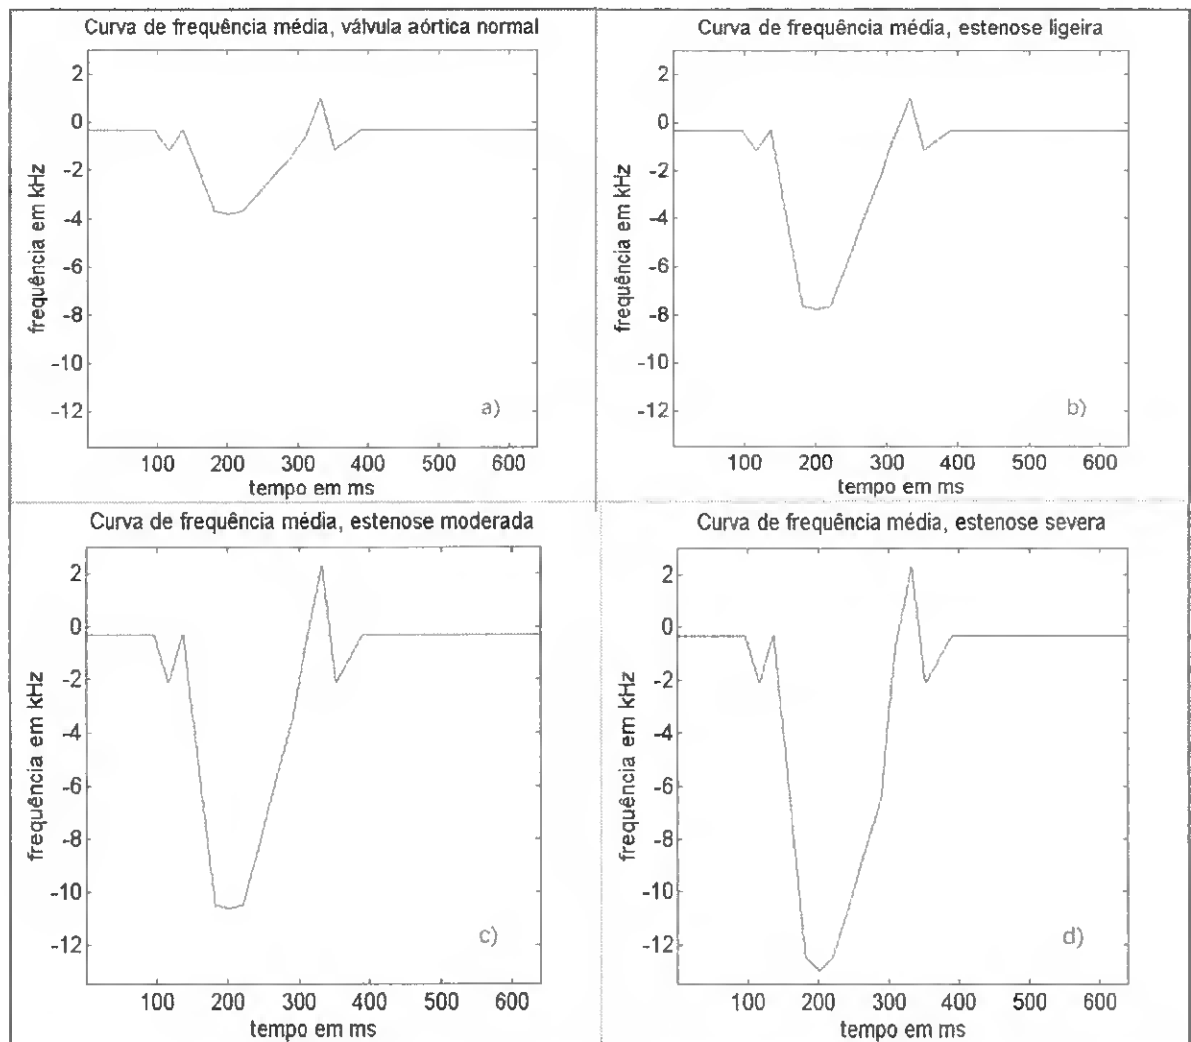 Curva de frequência média, válvula aórtica normal
2
0
-2
-4
-6
-8
-10
-12
frequência em kHz
a)
100 200 300 400 500 600
tempo em ms
Curva de frequência média, estenose ligeira
2
0
-2
-4
-6
-8
-10
-12
frequência em kHz
b)
100 200 300 400 500 600
tempo em ms
Curva de frequência média, estenose moderada
2
0
-2
-4
-6
-8
-10
-12
frequência em kHz
c)
100 200 300 400 500 600
tempo em ms
Curva de frequência média, estenose severa
2
0
-2
-4
-6
-8
-10
-12
frequência em kHz
d)
100 200 300 400 500 600
tempo em ms